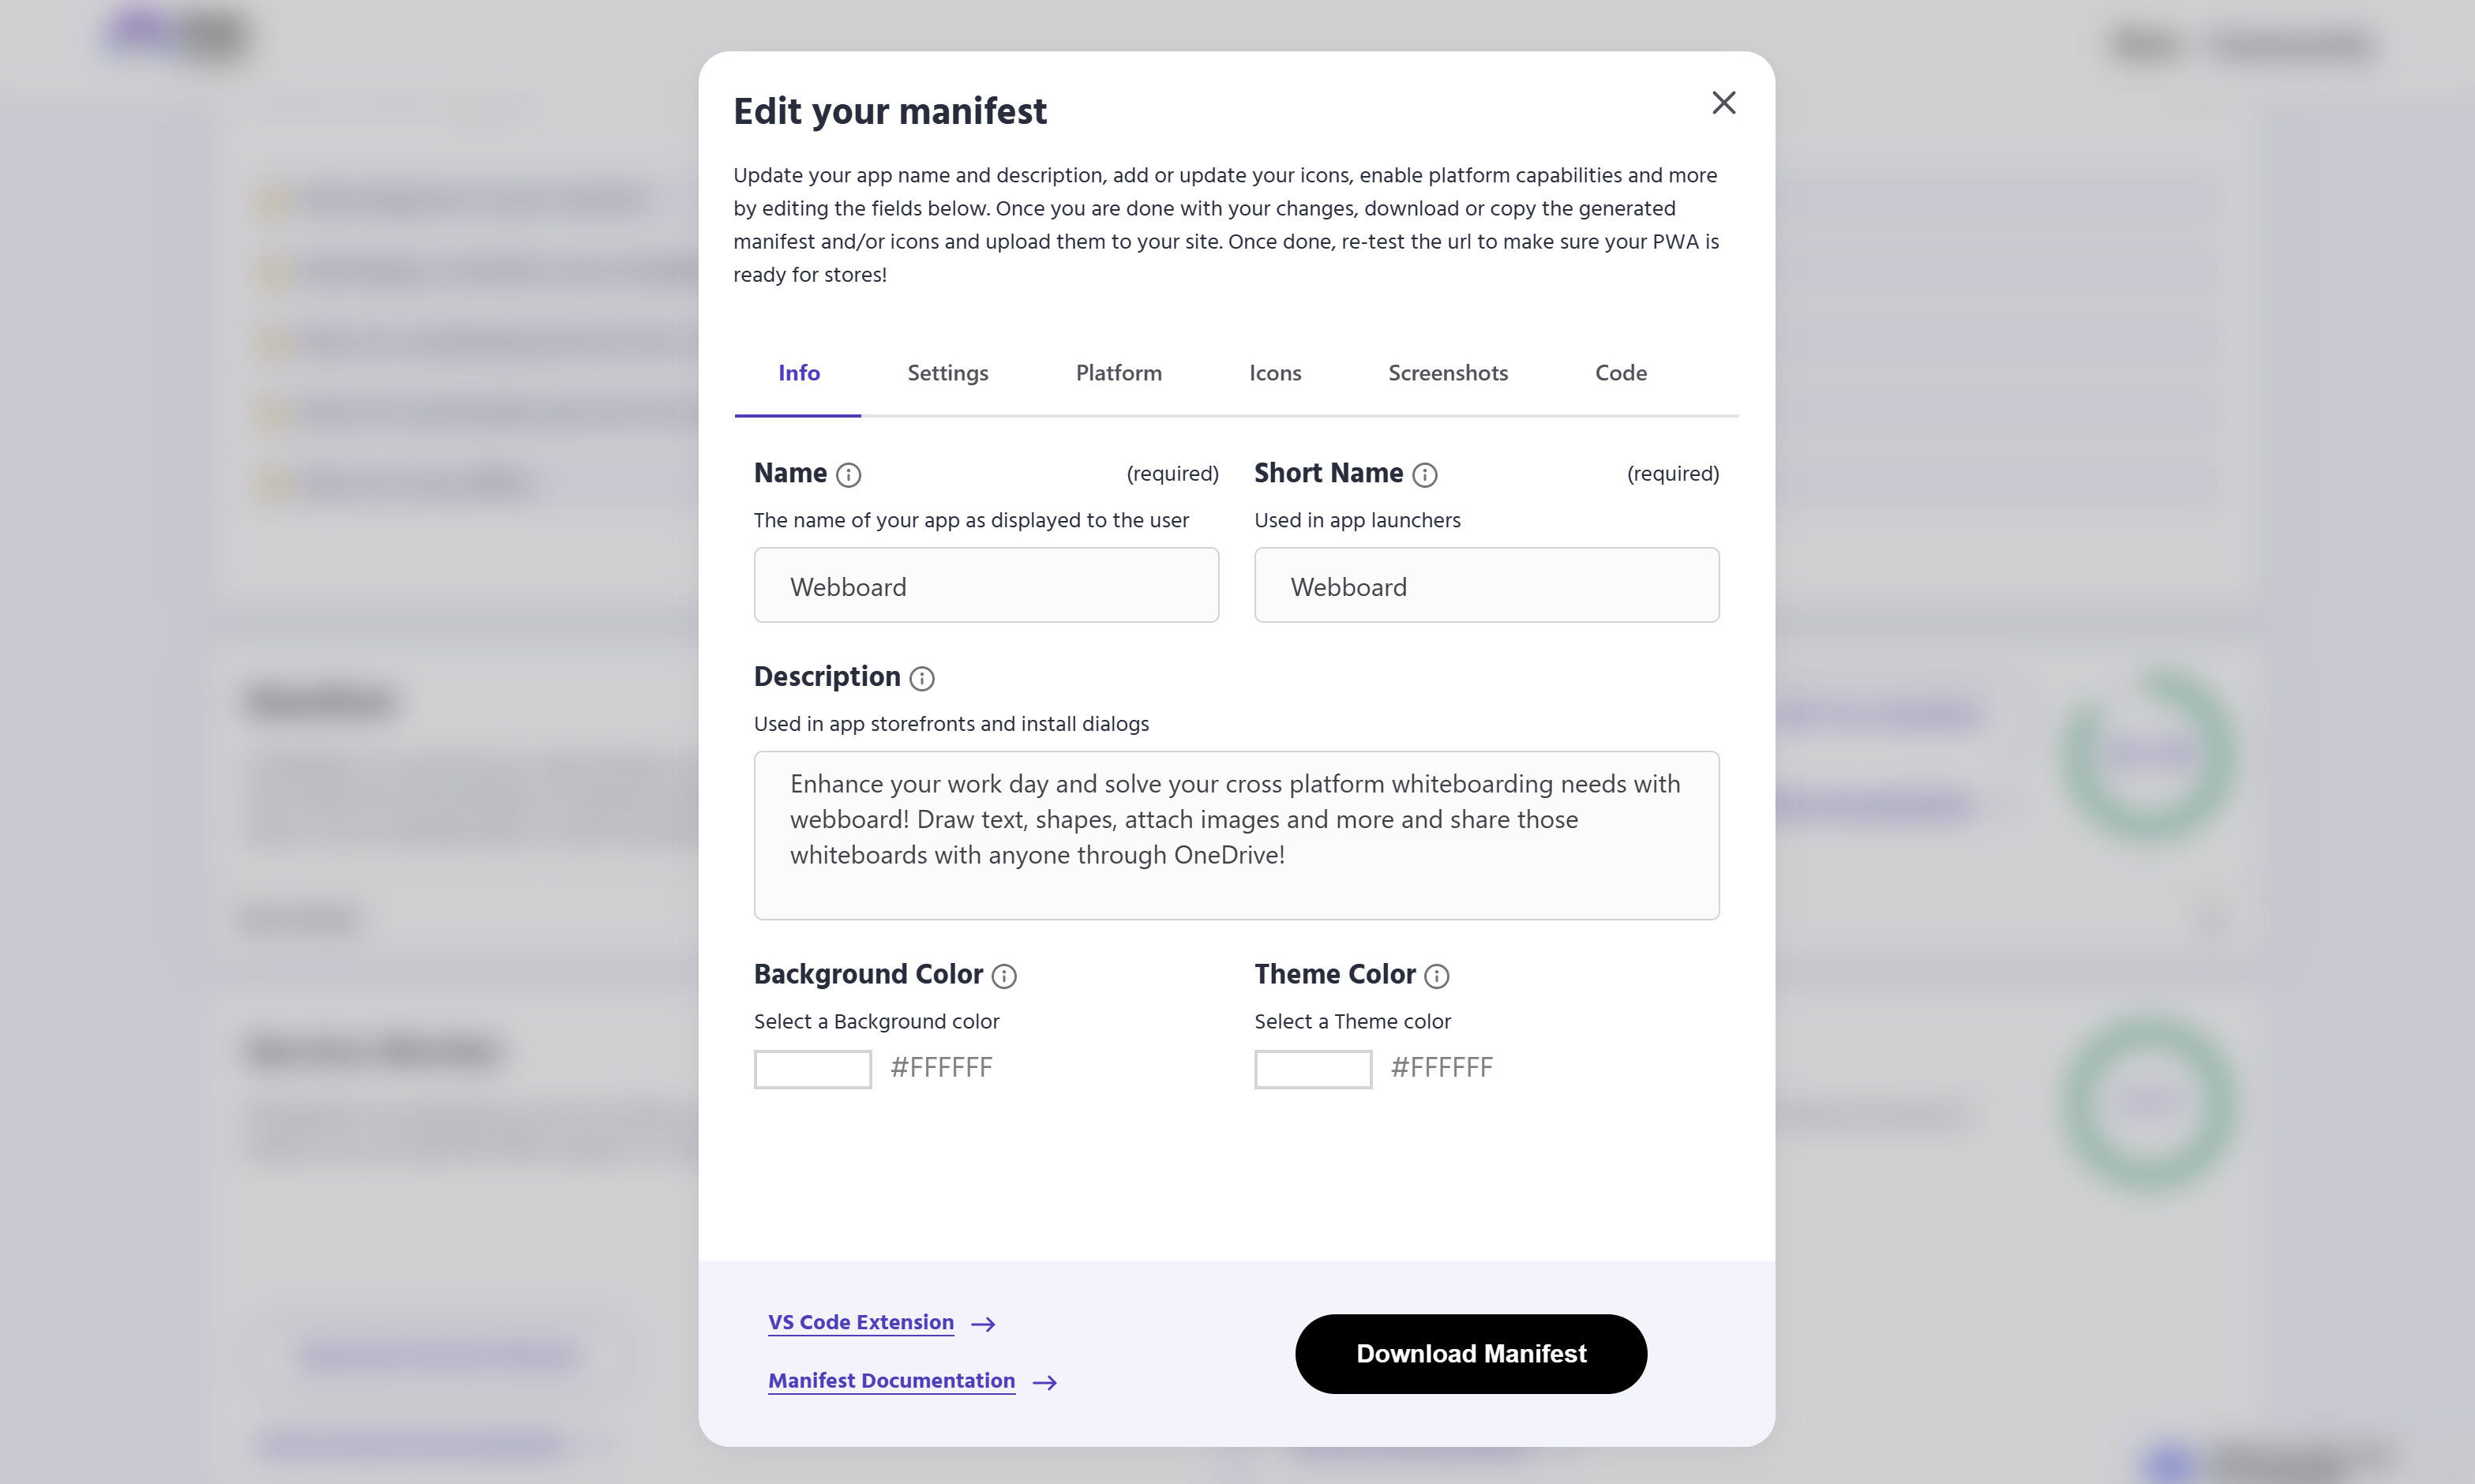 Edit your manifest
Update your app name and description, add or update your icons, enable platform capabilities and more
by editing the fields below. Once you are done with your changes, download or copy the generated
manifest and/or icons and upload them to your site. Once done, re-test the url to make sure your PWA is
ready for stores!
Info Settings Platform Icons Screenshots Code
Name (required) Short Name (required)
The name of your app as displayed to the user Used in app launchers
Webboard Webboard
Description
Used in app storefronts and install dialogs
Enhance your work day and solve your cross platform whiteboarding needs with
webboard! Draw text, shapes, attach images and more and share those
whiteboards with anyone through OneDrive!
Background Color Theme Color
Select a Background color Select a Theme color
#FFFFFF #FFFFFF
VS Code Extension
Download Manifest
Manifest Documentation